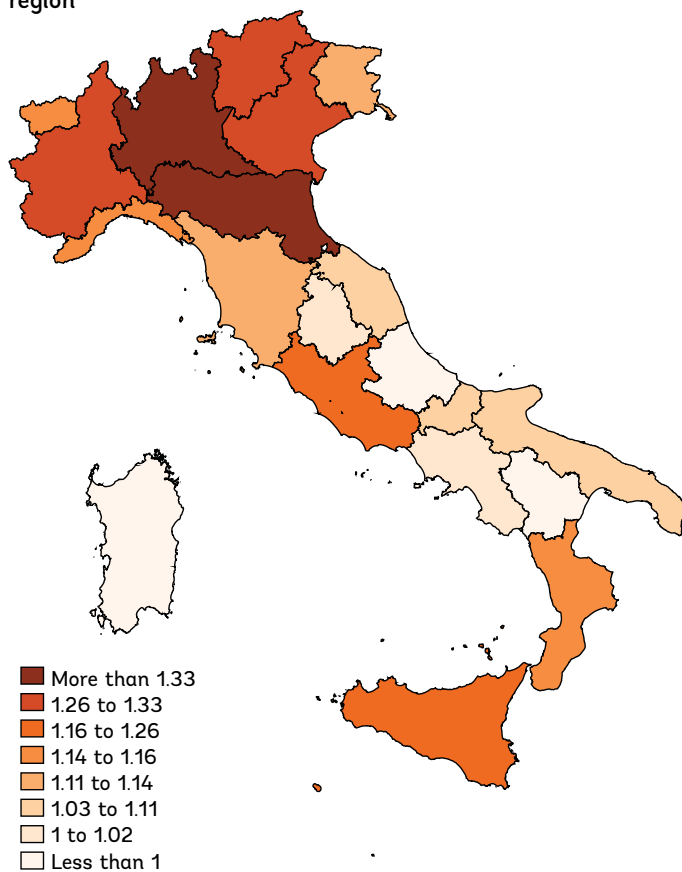 region
More than 1.33
1.26 to 1.33
1.16 to 1.26
1.14 to 1.16
1.11 to 1.14
1.03 to 1.11
1 to 1.02
Less than 1